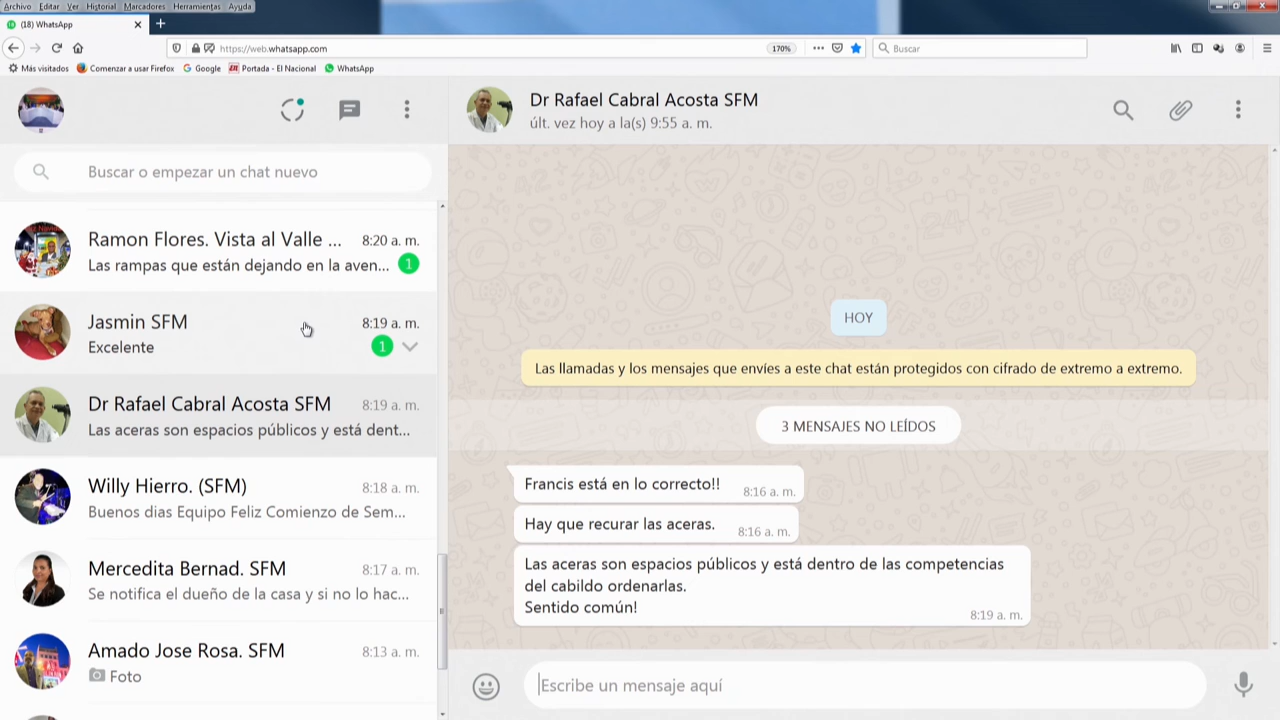 Archivo Editar Ver Historial Marcadores Herramientas Ayuda
(18) WhatsApp
https://web.whatsapp.com
170%
Buscar
Más visitados
Comenzar a usar Firefox
Google
Portada - El Nacional
WhatsApp
Buscar o empezar un chat nuevo
Ramon Flores. Vista al Valle ...
8:20 a. m.
Las rampas que están dejando en la aven...
1
Jasmin SFM
8:19 a. m.
Excelente
1
Dr Rafael Cabral Acosta SFM
8:19 a. m.
Las aceras son espacios públicos y está dent...
Willy Hierro. (SFM)
8:18 a. m.
Buenos dias Equipo Feliz Comienzo de Sem...
Mercedita Bernad. SFM
8:17 a. m.
Se notifica el dueño de la casa y si no lo hac...
Amado Jose Rosa. SFM
8:13 a. m.
Foto
Dr Rafael Cabral Acosta SFM
últ. vez hoy a la(s) 9:55 a. m.
HOY
Las llamadas y los mensajes que envíes a este chat están protegidos con cifrado de extremo a extremo.
3 MENSAJES NO LEÍDOS
Francis está en lo correcto!!
8:16 a. m.
Hay que recurar las aceras.
8:16 a. m.
Las aceras son espacios públicos y está dentro de las competencias
del cabildo ordenarlas.
Sentido común!
8:19 a. m.
Escribe un mensaje aquí